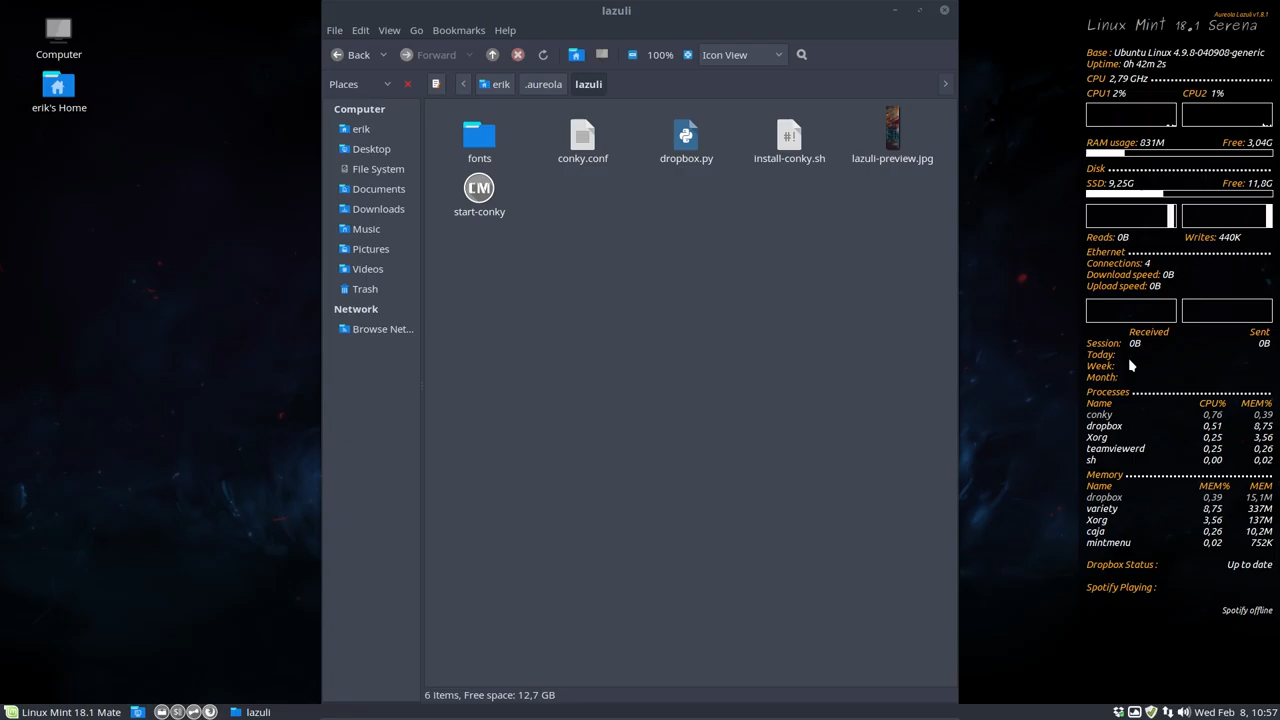 Computer
erik's Home
lazuli
File Edit View Go Bookmarks Help
Back Forward 100% Icon View
Places
erik .aureola lazuli
Computer
erik
Desktop
File System
Documents
Downloads
Music
Pictures
Videos
Trash
Network
Browse Net...
fonts
conky.conf
dropbox.py
#!
install-conky.sh
lazuli-preview.jpg
CM
start-conky
6 items, Free space: 12,7 GB
Aureola Lazuli v1.8.1
Linux Mint 18.1 Serena
Base : Ubuntu Linux 4.9.8-040908-generic
Uptime: 0h 42m 2s
CPU 2,79 GHz
CPU1 2% CPU2 1%
RAM usage: 831M Free: 3,04G
Disk
SSD: 9,25G Free: 11,8G
Reads: 0B Writes: 440K
Ethernet
Connections: 4
Download speed: 0B
Upload speed: 0B
Received Sent
Session: 0B 0B
Today:
Week:
Month:
Processes
Name CPU% MEM%
conky 0,76 0,39
dropbox 0,51 8,75
Xorg 0,25 3,56
teamviewerd 0,25 0,26
sh 0,00 0,02
Memory
Name MEM% MEM
dropbox 0,39 15,1M
variety 8,75 337M
Xorg 3,56 137M
caja 0,26 10,2M
mintmenu 0,02 752K
Dropbox Status : Up to date
Spotify Playing :
Spotify offline
Linux Mint 18.1 Mate lazuli Wed Feb 8, 10:57